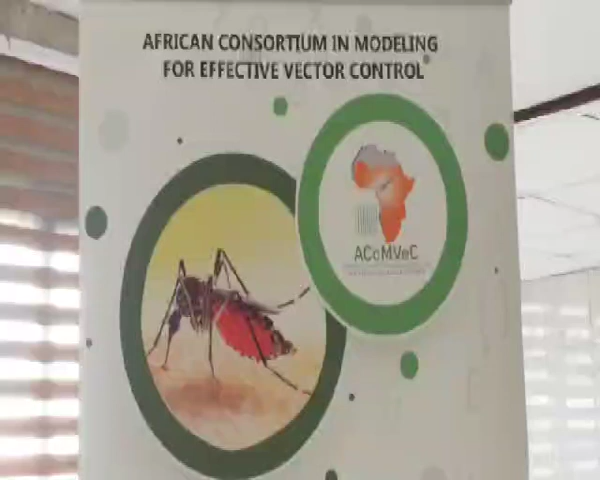 AFRICAN CONSORTIUM IN MODELING
FOR EFFECTIVE VECTOR CONTROL
ACoMVeC